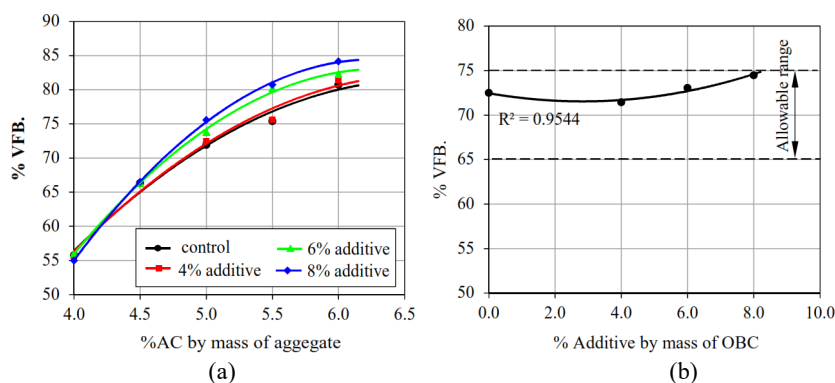 90
85
80
75
70
65
60
55
50
% VFB.
4.0 4.5 5.0 5.5 6.0 6.5
%AC by mass of aggegate
control
6% additive
4% additive
8% additive
(a)
80
75
70
65
60
55
50
% VFB.
R² = 0.9544
Allowable range
0.0 2.0 4.0 6.0 8.0 10.0
% Additive by mass of OBC
(b)